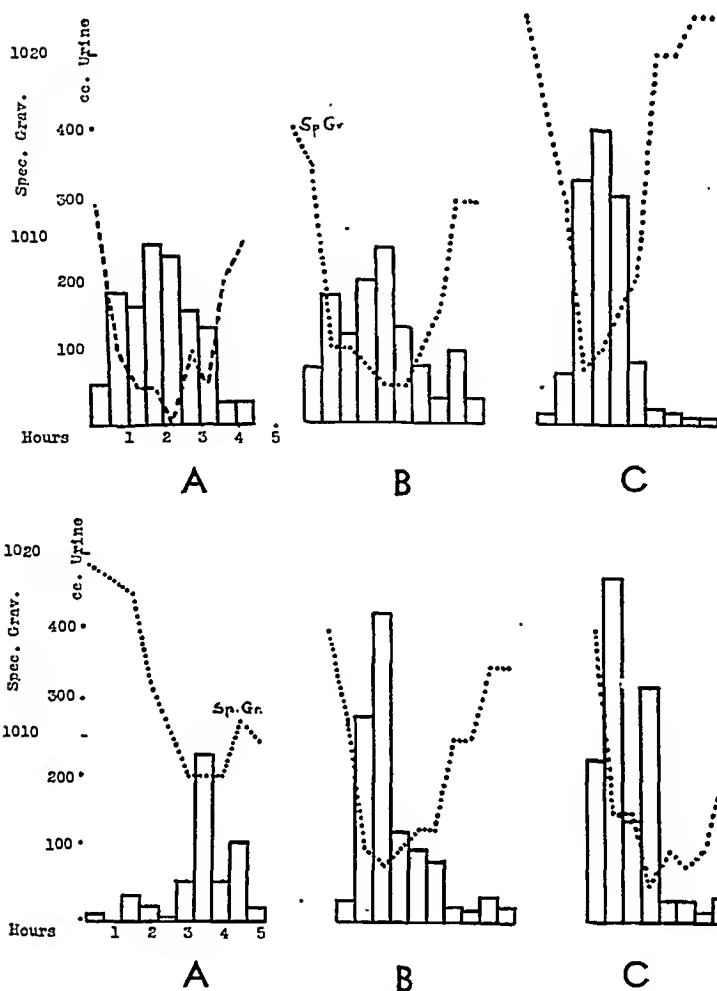 1020
cc. Urine
Spec. Grav.
400
Sp Gr
300
1010
200
100
Hours 1 2 3 4 5
A B C
1020
cc. Urine
Spec. Grav.
400
300
Sp. Gr.
1010
200
100
Hours 1 2 3 4 5
A B C